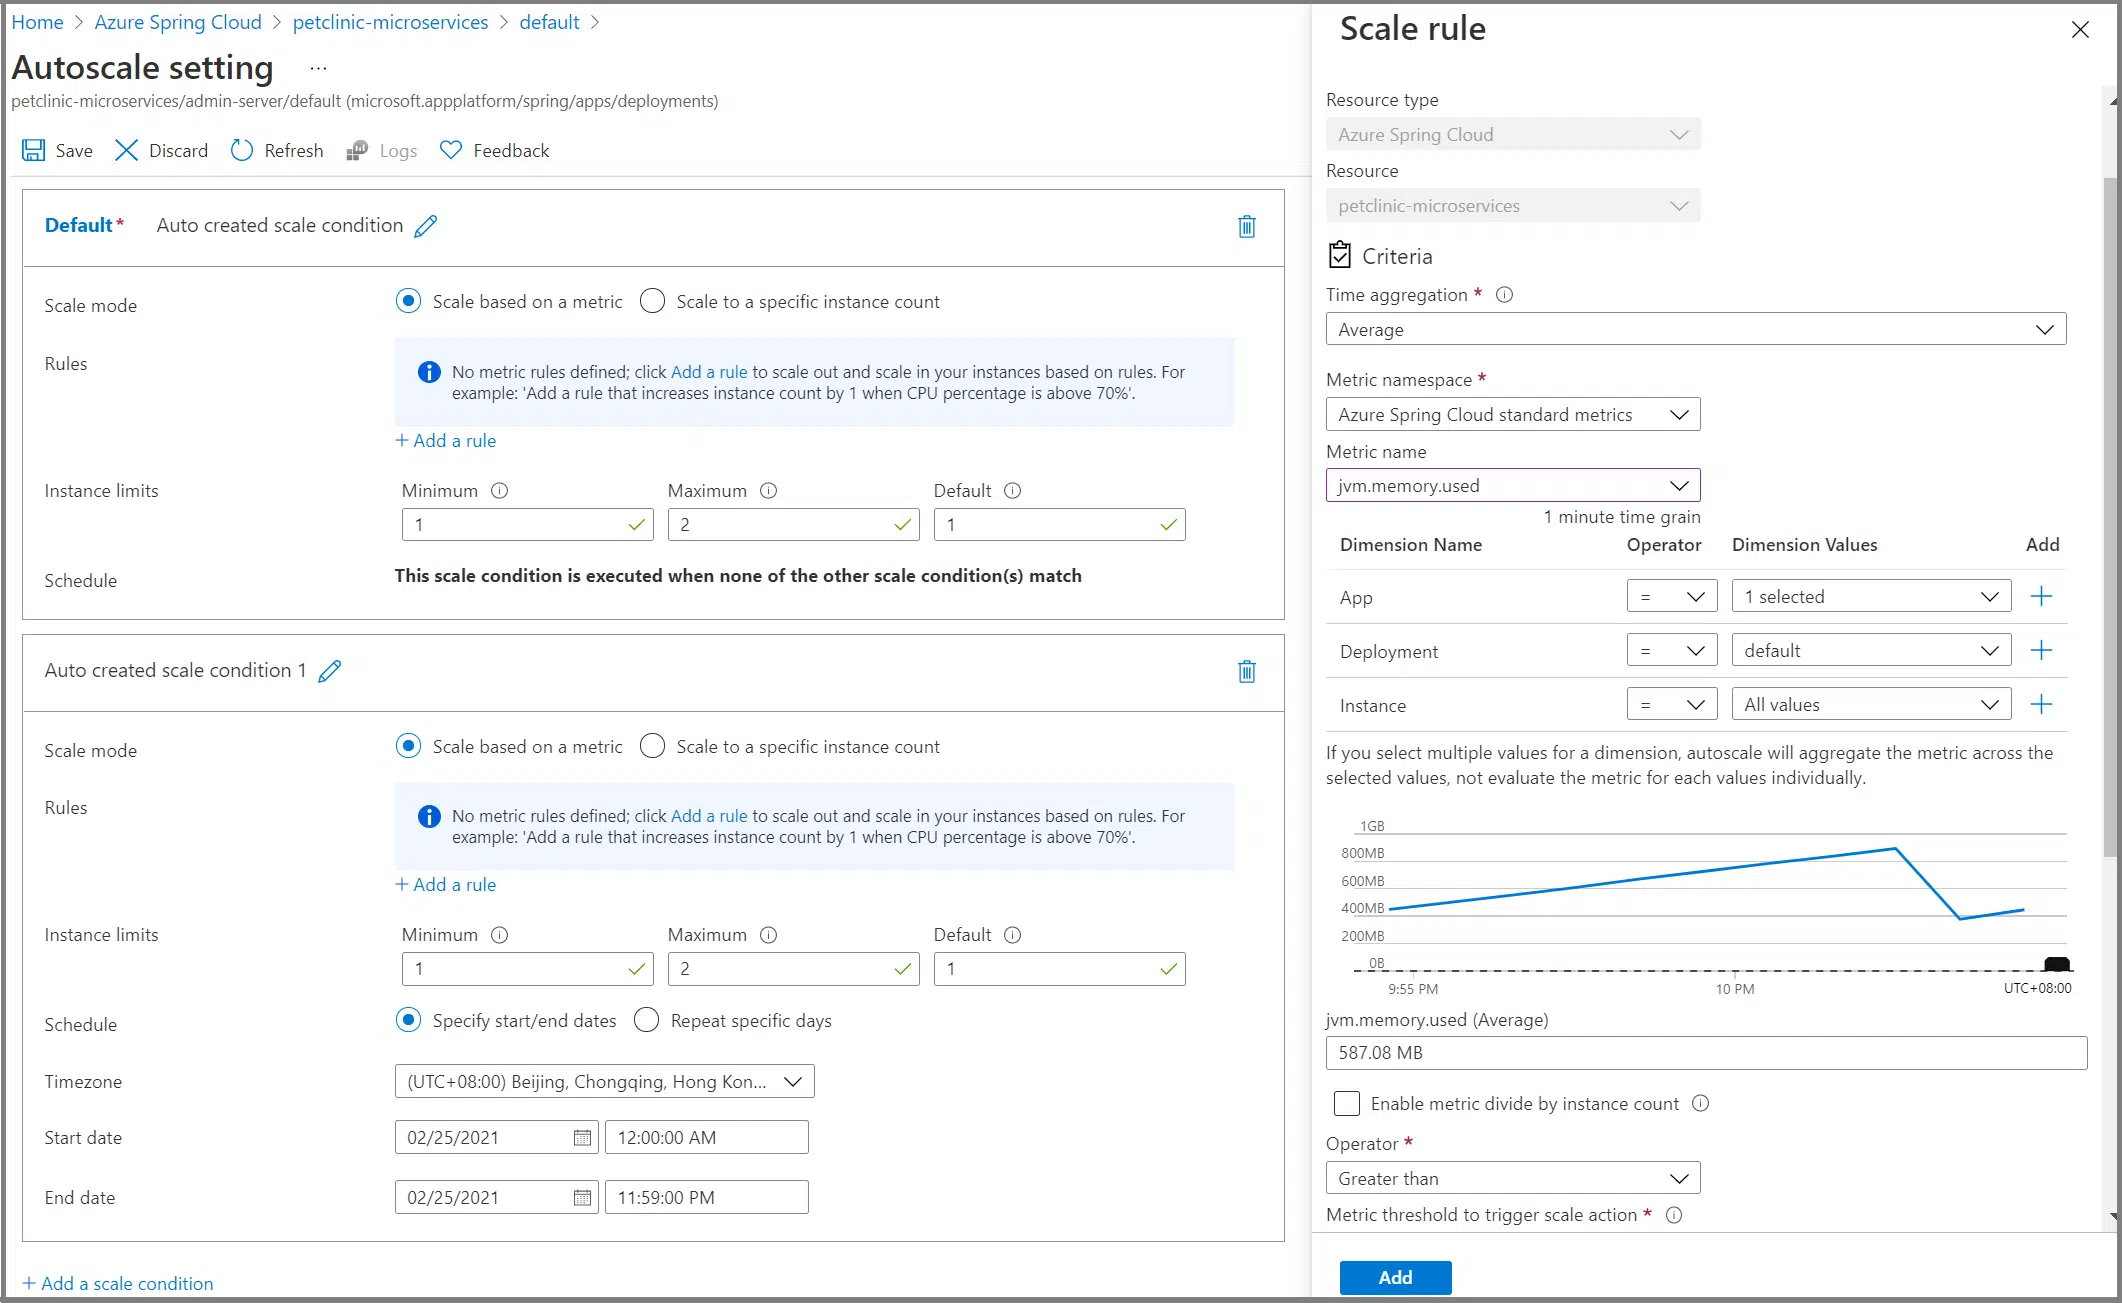 Home > Azure Spring Cloud > petclinic-microservices > default >
Autoscale setting ...
petclinic-microservices/admin-server/default (microsoft.appplatform/spring/apps/deployments)
Save Discard Refresh Logs Feedback
Default* Auto created scale condition
Scale mode
Scale based on a metric Scale to a specific instance count
Rules
No metric rules defined; click Add a rule to scale out and scale in your instances based on rules. For
example: 'Add a rule that increases instance count by 1 when CPU percentage is above 70%'.
+ Add a rule
Instance limits
Minimum Maximum Default
1 2 1
Schedule
This scale condition is executed when none of the other scale condition(s) match
Auto created scale condition 1
Scale mode
Scale based on a metric Scale to a specific instance count
Rules
No metric rules defined; click Add a rule to scale out and scale in your instances based on rules. For
example: 'Add a rule that increases instance count by 1 when CPU percentage is above 70%'.
+ Add a rule
Instance limits
Minimum Maximum Default
1 2 1
Schedule
Specify start/end dates Repeat specific days
Timezone
(UTC+08:00) Beijing, Chongqing, Hong Kon...
Start date
02/25/2021 12:00:00 AM
End date
02/25/2021 11:59:00 PM
+ Add a scale condition
Scale rule
Resource type
Azure Spring Cloud
Resource
petclinic-microservices
Criteria
Time aggregation *
Average
Metric namespace *
Azure Spring Cloud standard metrics
Metric name
jvm.memory.used
1 minute time grain
Dimension Name Operator Dimension Values Add
App = 1 selected +
Deployment = default +
Instance = All values +
If you select multiple values for a dimension, autoscale will aggregate the metric across the
selected values, not evaluate the metric for each values individually.
1GB
800MB
600MB
400MB
200MB
0B
9:55 PM 10 PM UTC+08:00
jvm.memory.used (Average)
587.08 MB
Enable metric divide by instance count
Operator *
Greater than
Metric threshold to trigger scale action *
Add